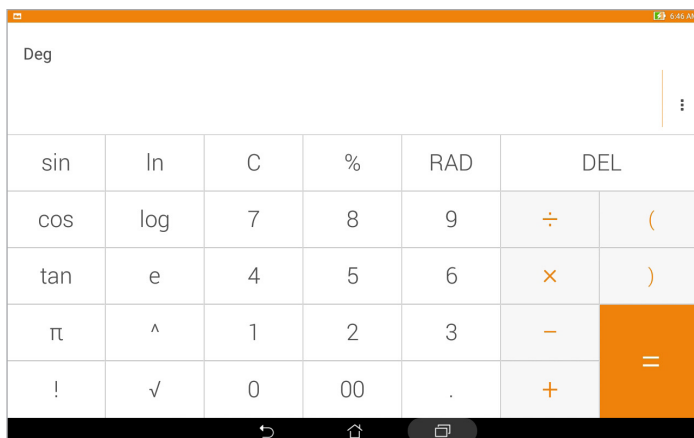 6:46 AM
Deg
sin ln C % RAD DEL
cos log 7 8 9 ÷ (
tan e 4 5 6 × )
π ^ 1 2 3 − =
! √ 0 00 . +